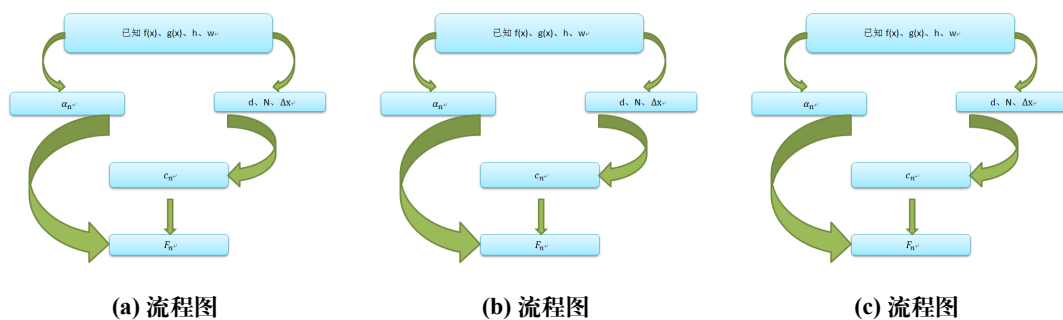 已知 f(x)、g(x)、h、w 已知 f(x)、g(x)、h、w 已知 f(x)、g(x)、h、w
αₙ d、N、Δx αₙ d、N、Δx αₙ d、N、Δx
cₙ cₙ cₙ
Fₙ Fₙ Fₙ
(a) 流程图 (b) 流程图 (c) 流程图